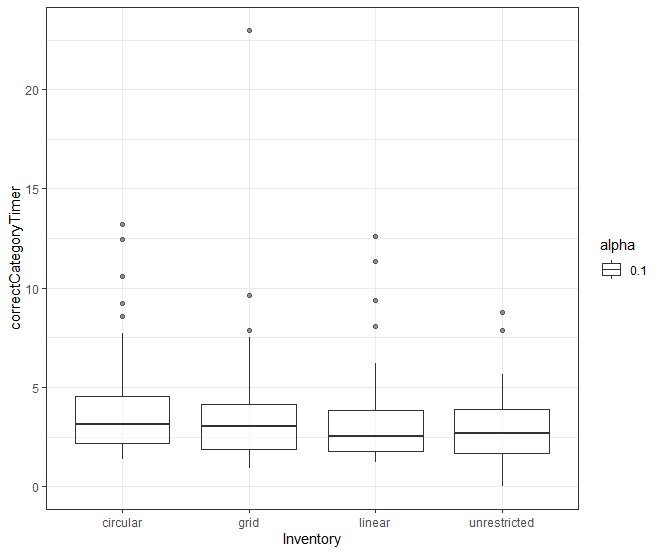 20
15
10
5
0
correctCategoryTimer
circular
grid
linear
unrestricted
Inventory
alpha
0.1